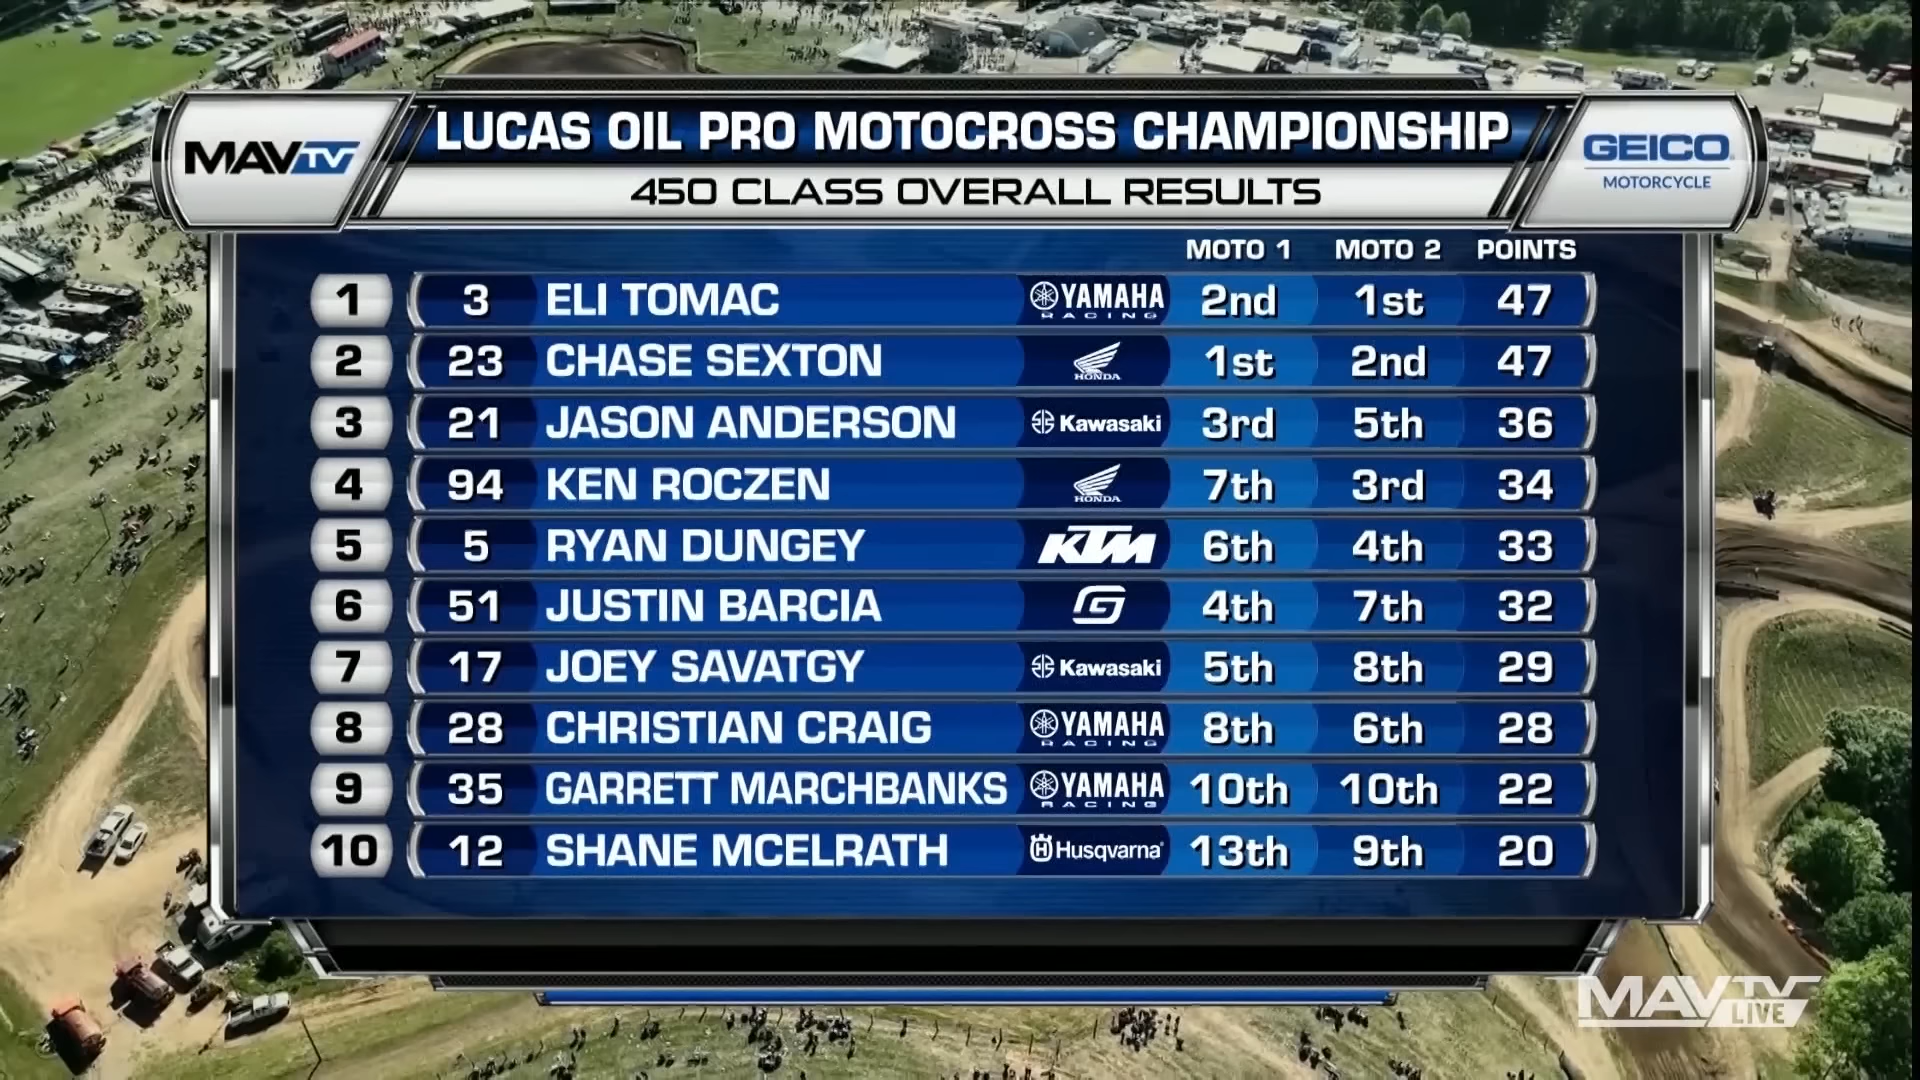 LUCAS OIL PRO MOTOCROSS CHAMPIONSHIP
MAVTV
GEICO
MOTORCYCLE
450 CLASS OVERALL RESULTS
MOTO 1 MOTO 2 POINTS
1 3 ELI TOMAC YAMAHA RACING 2nd 1st 47
2 23 CHASE SEXTON HONDA 1st 2nd 47
3 21 JASON ANDERSON Kawasaki 3rd 5th 36
4 94 KEN ROCZEN HONDA 7th 3rd 34
5 5 RYAN DUNGEY KTM 6th 4th 33
6 51 JUSTIN BARCIA G 4th 7th 32
7 17 JOEY SAVATGY Kawasaki 5th 8th 29
8 28 CHRISTIAN CRAIG YAMAHA RACING 8th 6th 28
9 35 GARRETT MARCHBANKS YAMAHA RACING 10th 10th 22
10 12 SHANE MCELRATH Husqvarna 13th 9th 20
MAVTV
LIVE